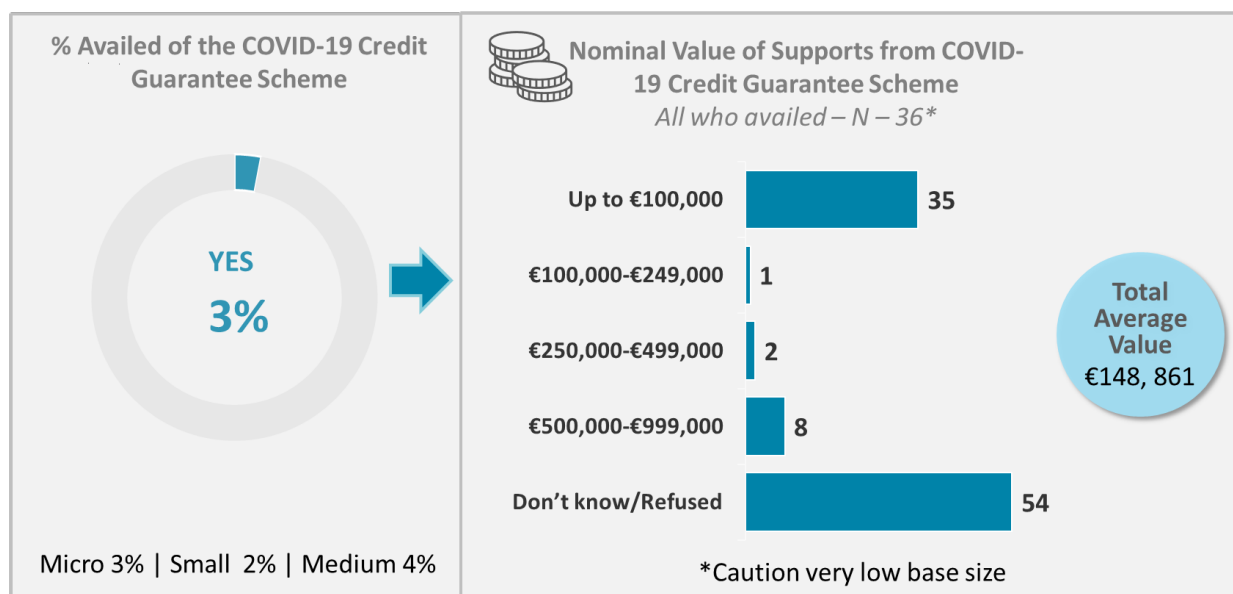 % Availed of the COVID-19 Credit
Guarantee Scheme
YES
3%
Micro 3% | Small  2% | Medium 4%
Nominal Value of Supports from COVID-
19 Credit Guarantee Scheme
All who availed – N – 36*
Up to €100,000
35
€100,000-€249,000
1
€250,000-€499,000
2
€500,000-€999,000
8
Don’t know/Refused
54
Total
Average
Value
€148, 861
*Caution very low base size